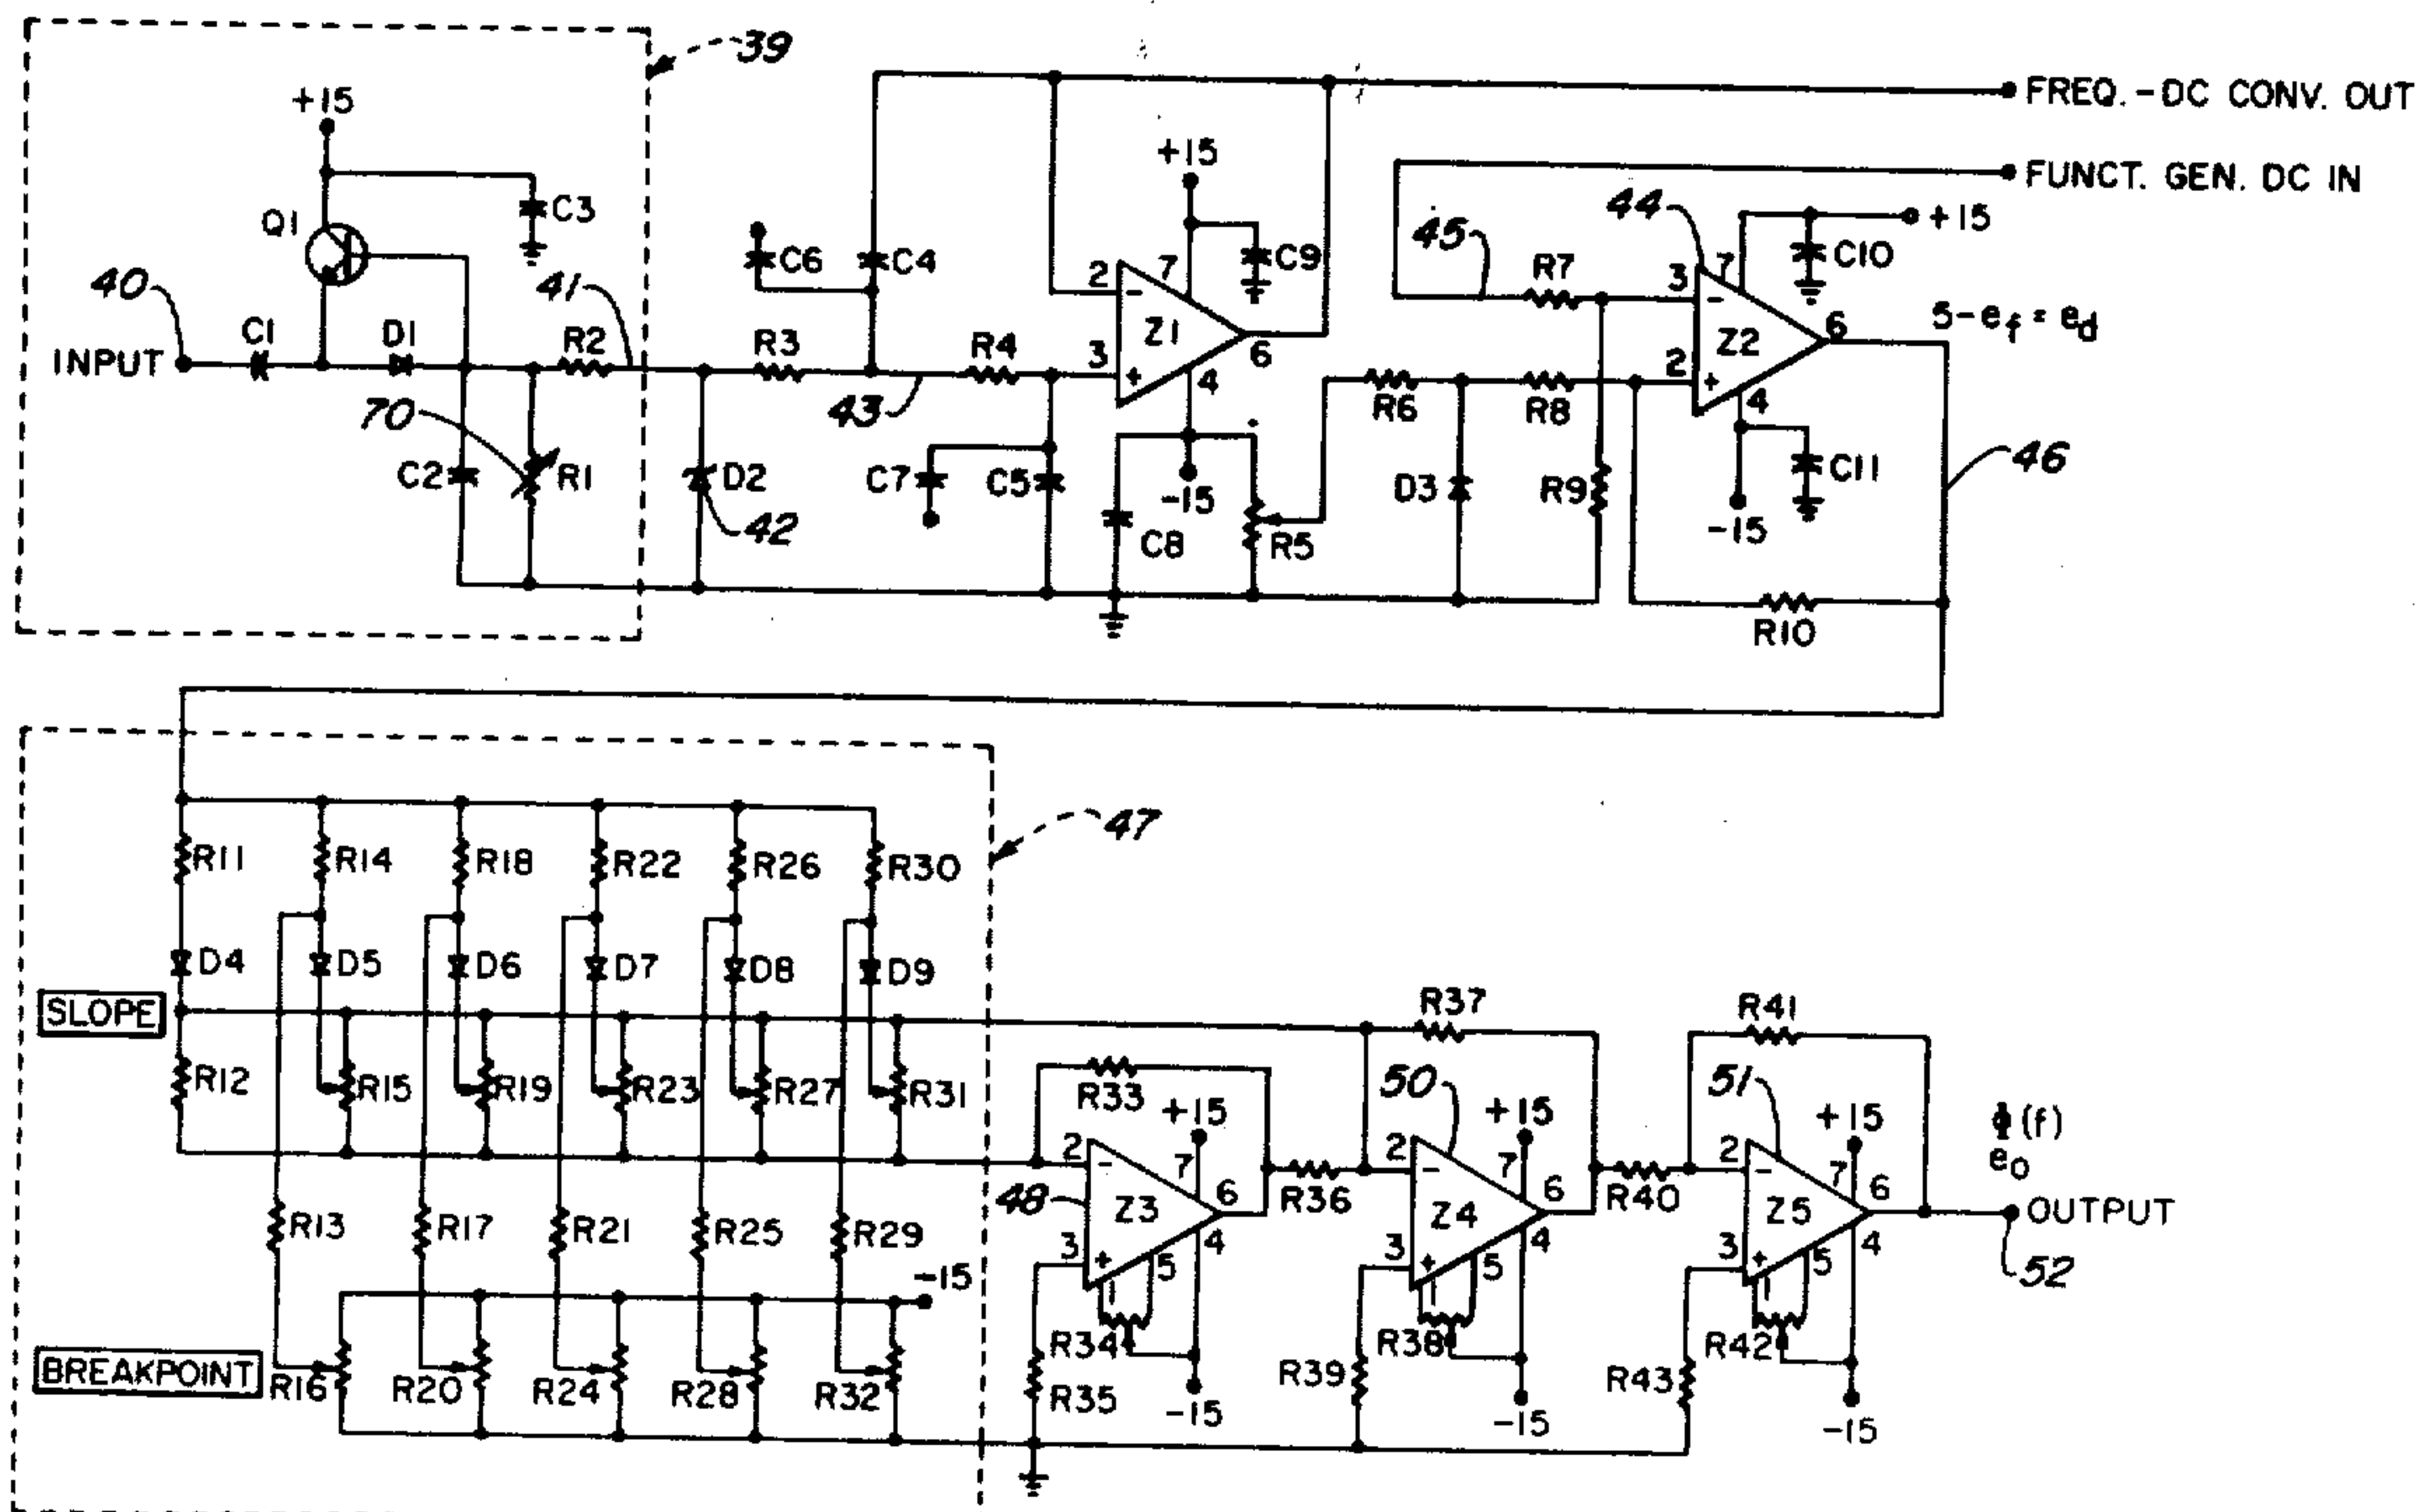 39
+15
FREQ. - DC CONV. OUT
+15
FUNCT. GEN. DC IN
Q1
C3
44
+15
40
41
C6
C4
2
-
7
C9
45
R7
3
-
7
C10
INPUT
C1
D1
R2
R3
R4
3
+
Z1
6
4
Z2
6
5-ef = ed
2
+
4
70
43
R6
R8
C2
R1
D2
C7
C5
-15
D3
R9
C11
46
42
C8
R5
-15
R10
47
R11
R14
R18
R22
R26
R30
D4
D5
D6
D7
D8
D9
SLOPE
R37
R41
R12
R15
R19
R23
R27
R31
R33
+15
50
+15
51
+15
Φ(f)
e0
2
-
7
6
2
-
7
6
2
-
7
6
48
Z3
R36
Z4
R40
Z5
OUTPUT
R13
R17
R21
R25
R29
3
+
1
5
4
3
+
1
5
4
3
+
1
5
4
52
-15
R34
R38
R42
BREAKPOINT
R16
R20
R24
R28
R32
R35
-15
R39
-15
R43
-15